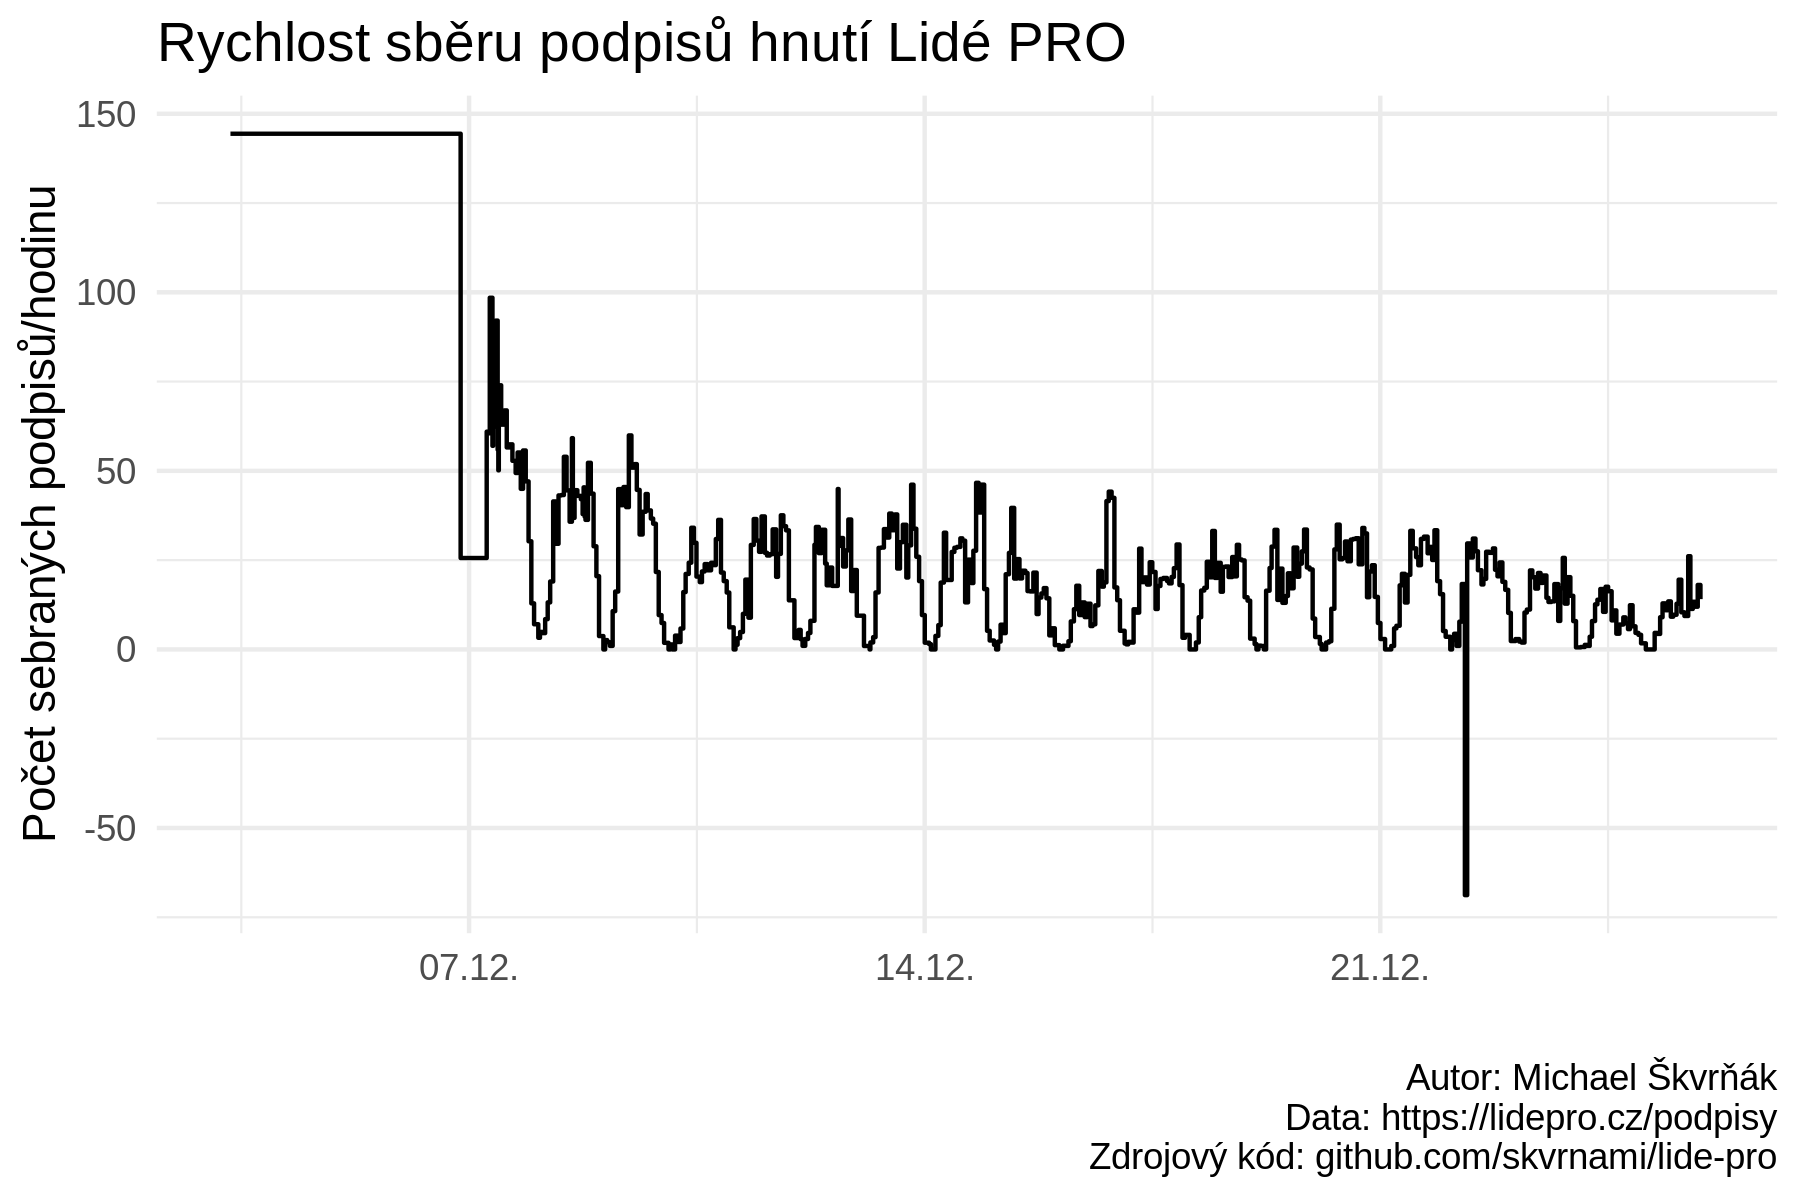 Rychlost sběru podpisů hnutí Lidé PRO
Počet sebraných podpisů/hodinu
150
100
50
0
-50
07.12.
14.12.
21.12.
Autor: Michael Škvrňák
Data: https://lidepro.cz/podpisy
Zdrojový kód: github.com/skvrnami/lide-pro